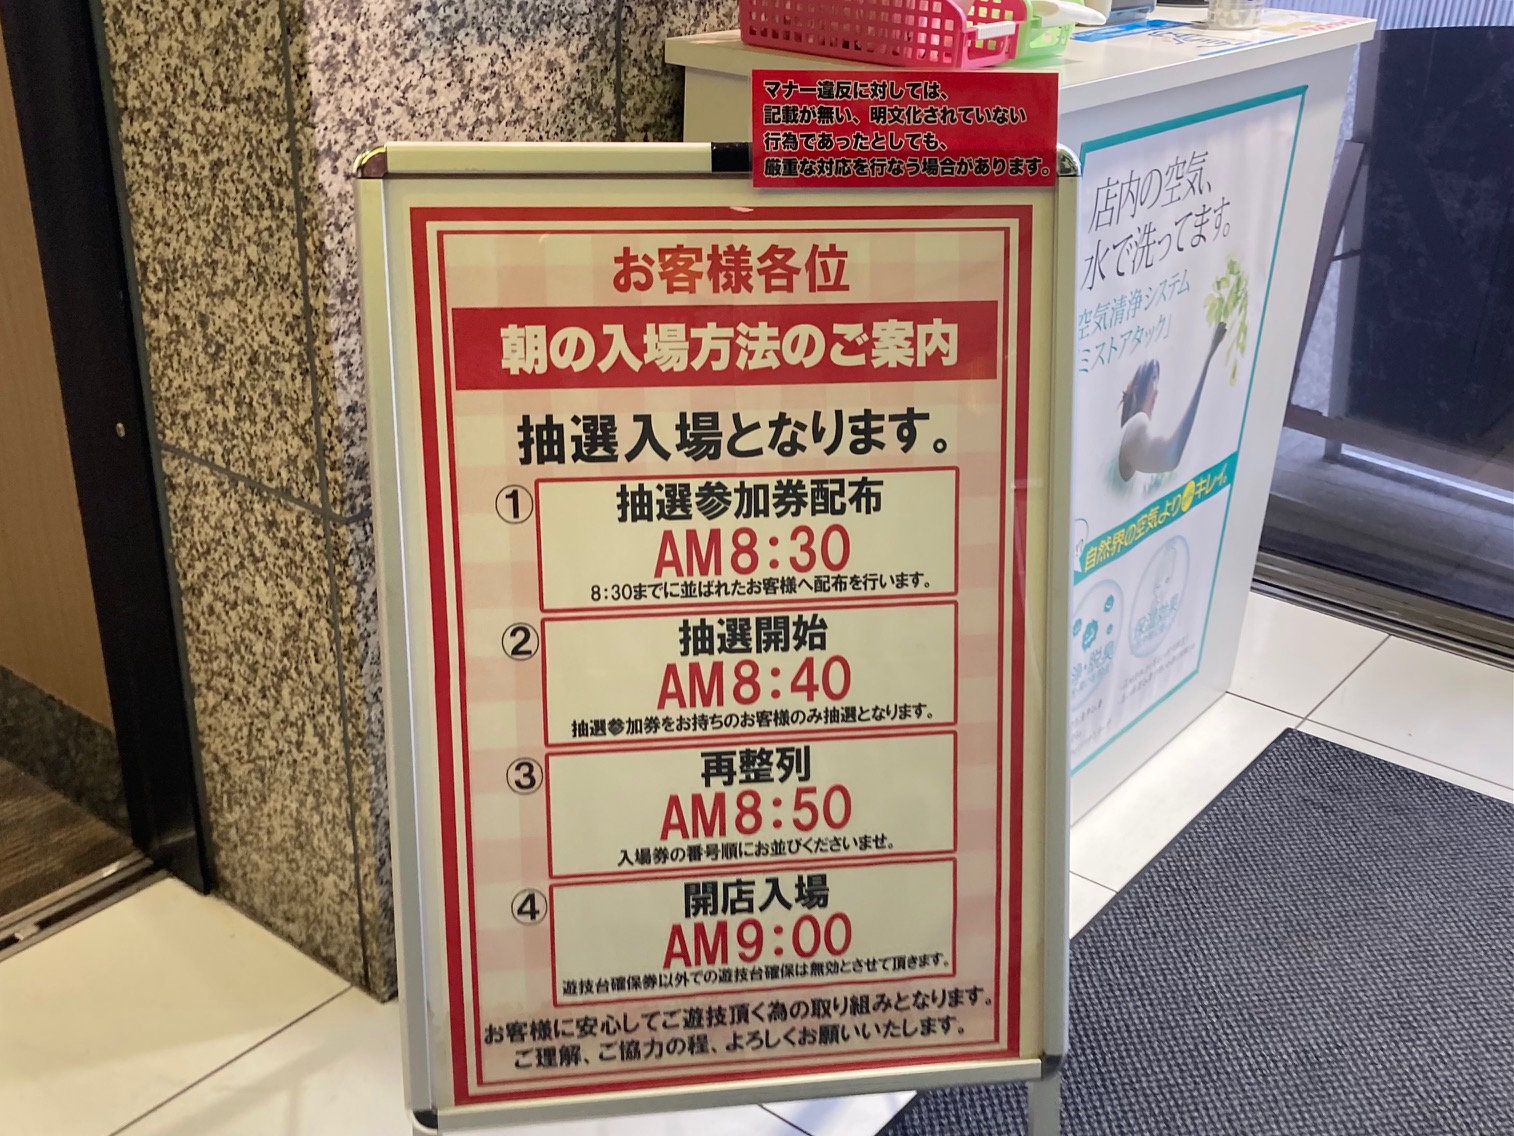 マナー違反に対しては、
記載が無い、明文化されていない
行為であったとしても、
厳重な対応を行なう場合があります。
お客様各位
朝の入場方法のご案内
抽選入場となります。
① 抽選参加券配布
AM8:30
8:30までに並ばれたお客様へ配布を行います。
② 抽選開始
AM8:40
抽選参加券をお持ちのお客様のみ抽選となります。
③ 再整列
AM8:50
入場券の番号順にお並びくださいませ。
④ 開店入場
AM9:00
遊技台確保券以外での遊技台確保は無効とさせて頂きます。
お客様に安心してご遊技頂く為の取り組みとなります。
ご理解、ご協力の程、よろしくお願いいたします。
店内の空気、
水で洗ってます。
空気清浄システム
ミストアタック」
自然界の空気より
キレイ。